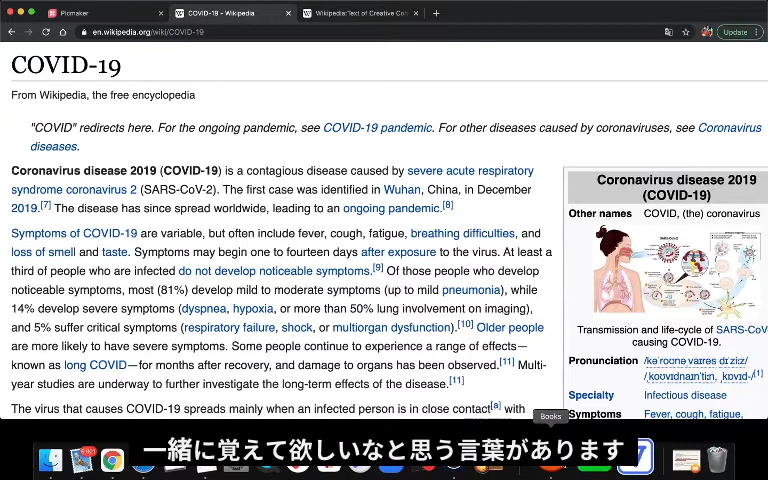 Picmaker
COVID-19 - Wikipedia
Wikipedia:Text of Creative Co
en.wikipedia.org/wiki/COVID-19
Update
COVID-19
From Wikipedia, the free encyclopedia
"COVID" redirects here. For the ongoing pandemic, see COVID-19 pandemic. For other diseases caused by coronaviruses, see Coronavirus
diseases.
Coronavirus disease 2019 (COVID-19) is a contagious disease caused by severe acute respiratory
syndrome coronavirus 2 (SARS-CoV-2). The first case was identified in Wuhan, China, in December
2019.[7] The disease has since spread worldwide, leading to an ongoing pandemic.[8]
Symptoms of COVID-19 are variable, but often include fever, cough, fatigue, breathing difficulties, and
loss of smell and taste. Symptoms may begin one to fourteen days after exposure to the virus. At least a
third of people who are infected do not develop noticeable symptoms.[9] Of those people who develop
noticeable symptoms, most (81%) develop mild to moderate symptoms (up to mild pneumonia), while
14% develop severe symptoms (dyspnea, hypoxia, or more than 50% lung involvement on imaging),
and 5% suffer critical symptoms (respiratory failure, shock, or multiorgan dysfunction).[10] Older people
are more likely to have severe symptoms. Some people continue to experience a range of effects—
known as long COVID—for months after recovery, and damage to organs has been observed.[11] Multi-
year studies are underway to further investigate the long-term effects of the disease.[11]
The virus that causes COVID-19 spreads mainly when an infected person is in close contact[a] with
Coronavirus disease 2019
(COVID-19)
Other names COVID, (the) coronavirus
Transmission and life-cycle of SARS-CoV
causing COVID-19.
Pronunciation
Specialty Infectious disease
Symptoms Fever, cough, fatigue,
Books
一緒に覚えて欲しいなと思う言葉があります